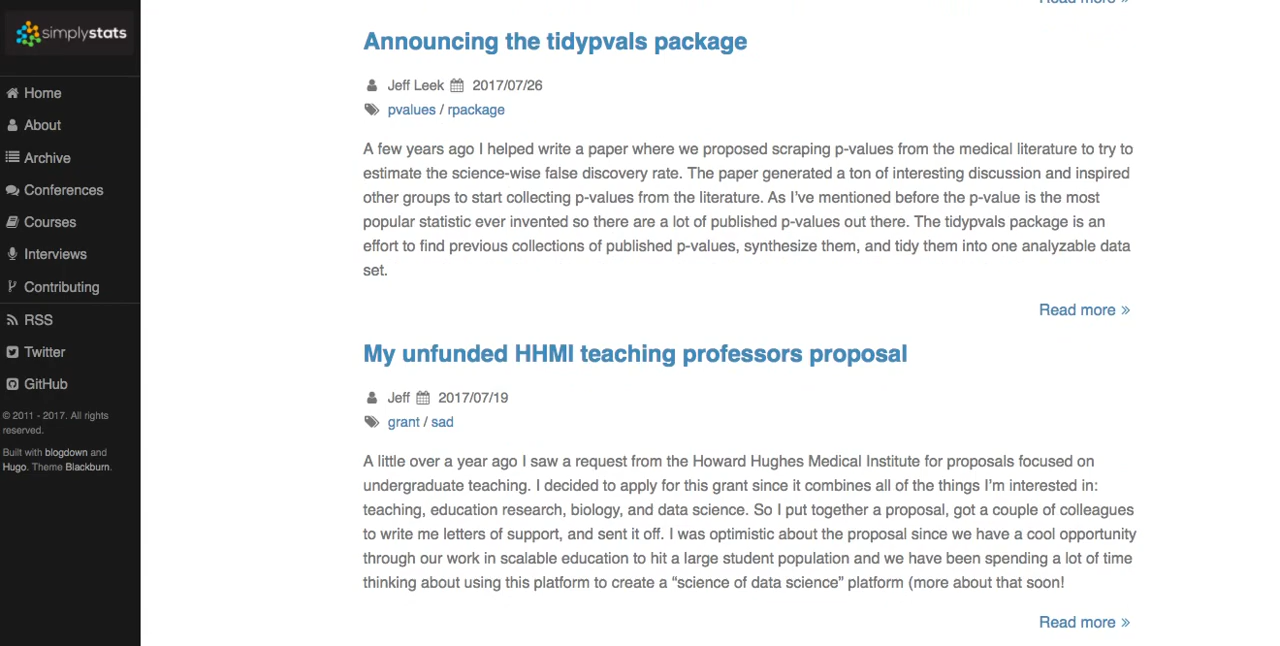 simplystats
Home
About
Archive
Conferences
Courses
Interviews
Contributing
RSS
Twitter
GitHub
© 2011 - 2017. All rights
reserved.
Built with blogdown and
Hugo. Theme Blackburn.
Read more »
Announcing the tidypvals package
Jeff Leek 2017/07/26
pvalues / rpackage
A few years ago I helped write a paper where we proposed scraping p-values from the medical literature to try to
estimate the science-wise false discovery rate. The paper generated a ton of interesting discussion and inspired
other groups to start collecting p-values from the literature. As I’ve mentioned before the p-value is the most
popular statistic ever invented so there are a lot of published p-values out there. The tidypvals package is an
effort to find previous collections of published p-values, synthesize them, and tidy them into one analyzable data
set.
Read more »
My unfunded HHMI teaching professors proposal
Jeff 2017/07/19
grant / sad
A little over a year ago I saw a request from the Howard Hughes Medical Institute for proposals focused on
undergraduate teaching. I decided to apply for this grant since it combines all of the things I’m interested in:
teaching, education research, biology, and data science. So I put together a proposal, got a couple of colleagues
to write me letters of support, and sent it off. I was optimistic about the proposal since we have a cool opportunity
through our work in scalable education to hit a large student population and we have been spending a lot of time
thinking about using this platform to create a “science of data science” platform (more about that soon!
Read more »